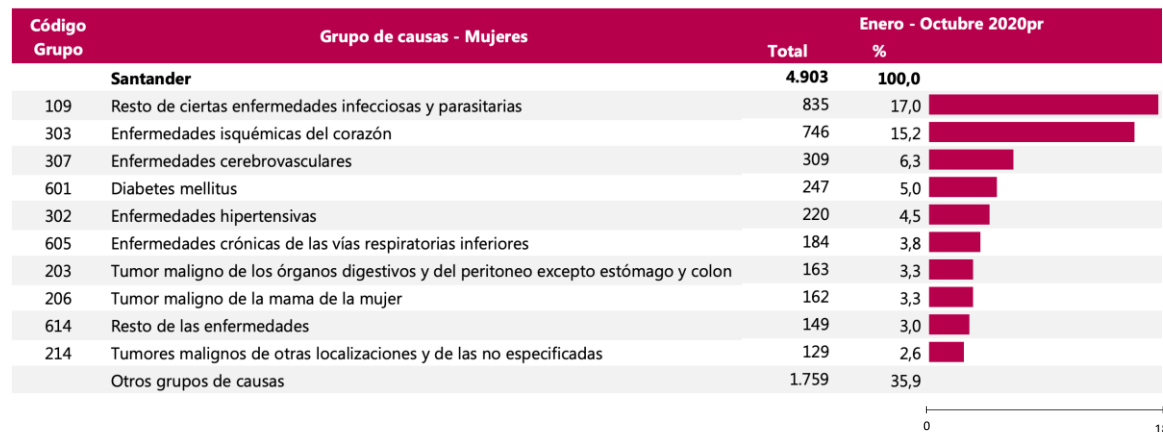 Código Grupo Grupo de causas - Mujeres Enero - Octubre 2020pr
Total %
Santander 4.903 100,0
109 Resto de ciertas enfermedades infecciosas y parasitarias 835 17,0
303 Enfermedades isquémicas del corazón 746 15,2
307 Enfermedades cerebrovasculares 309 6,3
601 Diabetes mellitus 247 5,0
302 Enfermedades hipertensivas 220 4,5
605 Enfermedades crónicas de las vías respiratorias inferiores 184 3,8
203 Tumor maligno de los órganos digestivos y del peritoneo excepto estómago y colon 163 3,3
206 Tumor maligno de la mama de la mujer 162 3,3
614 Resto de las enfermedades 149 3,0
214 Tumores malignos de otras localizaciones y de las no especificadas 129 2,6
Otros grupos de causas 1.759 35,9
0